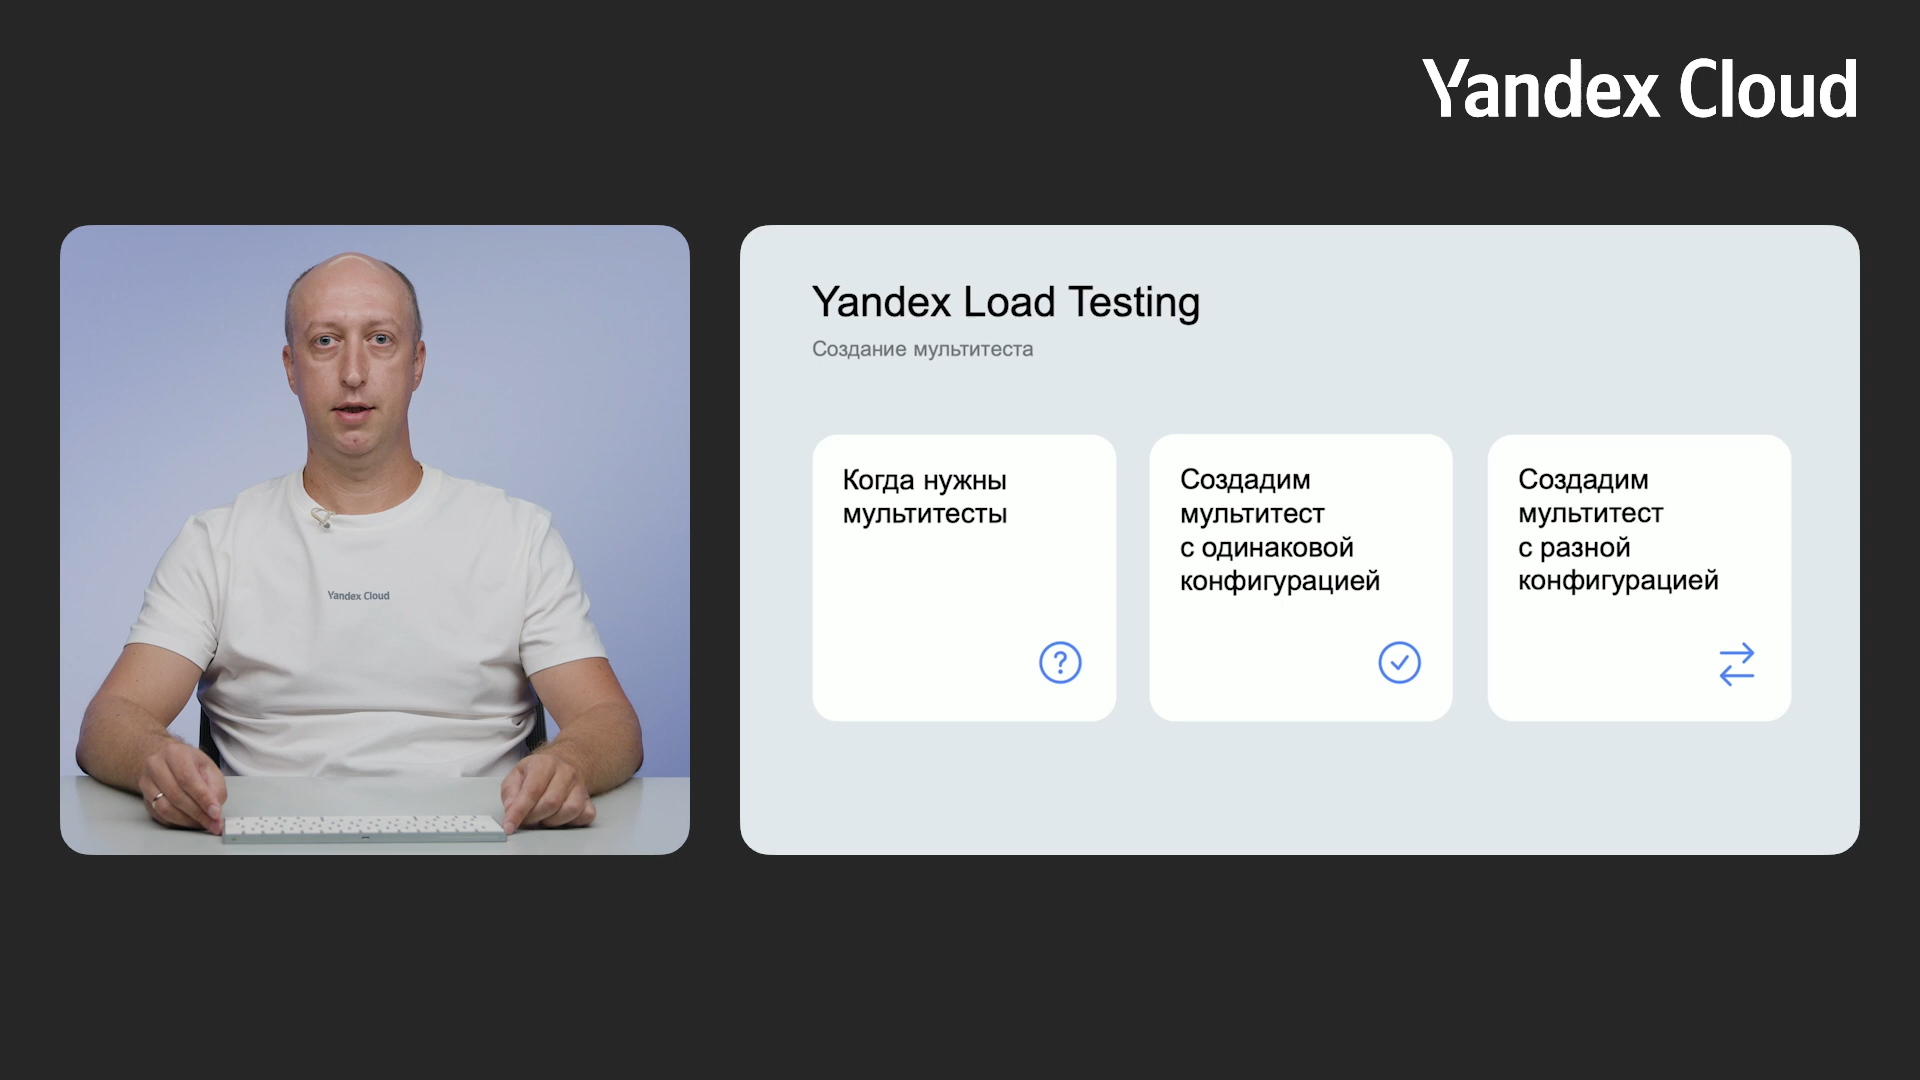 Yandex Cloud
Yandex Cloud
Yandex Load Testing
Создание мультитеста
Когда нужны
мультитесты
Создадим
мультитест
с одинаковой
конфигурацией
Создадим
мультитест
с разной
конфигурацией